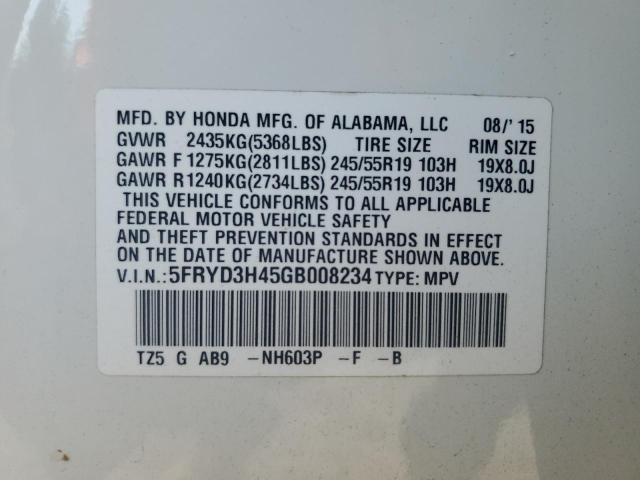 MFD. BY HONDA MFG. OF ALABAMA, LLC 08/' 15
GVWR 2435KG(5368LBS) TIRE SIZE RIM SIZE
GAWR F 1275KG(2811LBS) 245/55R19 103H 19X8.0J
GAWR R1240KG(2734LBS) 245/55R19 103H 19X8.0J
THIS VEHICLE CONFORMS TO ALL APPLICABLE
FEDERAL MOTOR VEHICLE SAFETY
AND THEFT PREVENTION STANDARDS IN EFFECT
ON THE DATE OF MANUFACTURE SHOWN ABOVE.
V.I.N.: 5FRYD3H45GB008234 TYPE: MPV
TZ5 G AB9 -NH603P -F -B